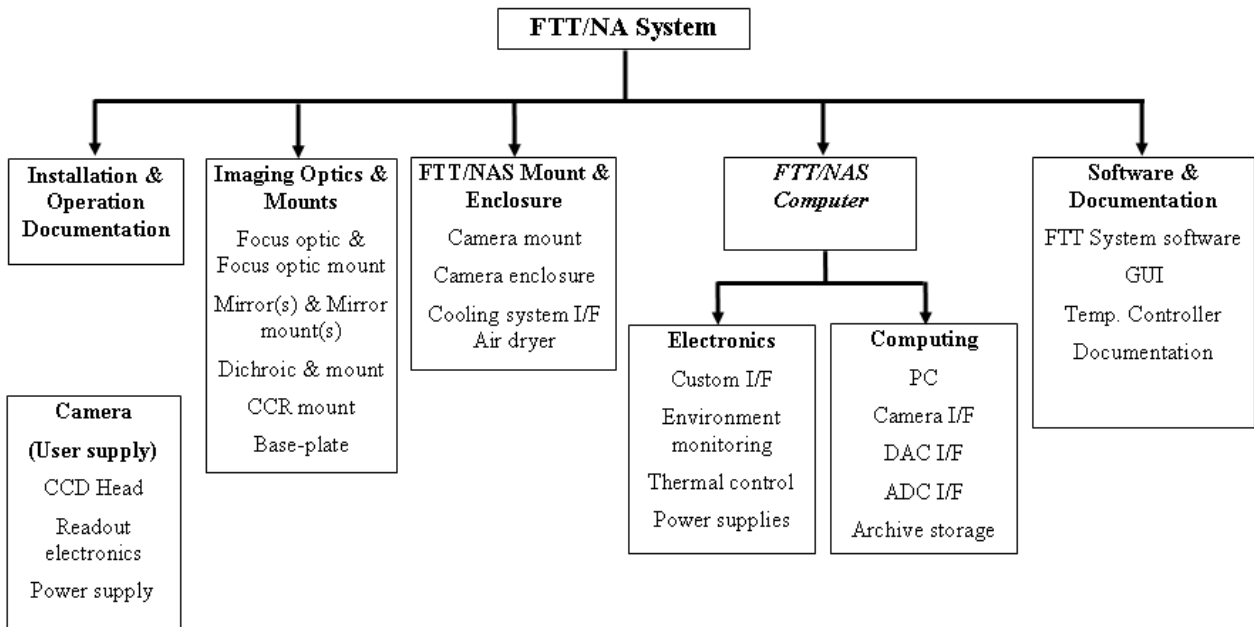 FTT/NA System
Installation &
Operation
Documentation
Imaging Optics &
Mounts
Focus optic &
Focus optic mount
Mirror(s) & Mirror
mount(s)
Dichroic & mount
CCR mount
Base-plate
FTT/NAS Mount &
Enclosure
Camera mount
Camera enclosure
Cooling system I/F
Air dryer
FTT/NAS
Computer
Software &
Documentation
FTT System software
GUI
Temp. Controller
Documentation
Electronics
Custom I/F
Environment
monitoring
Thermal control
Power supplies
Computing
PC
Camera I/F
DAC I/F
ADC I/F
Archive storage
Camera
(User supply)
CCD Head
Readout
electronics
Power supply